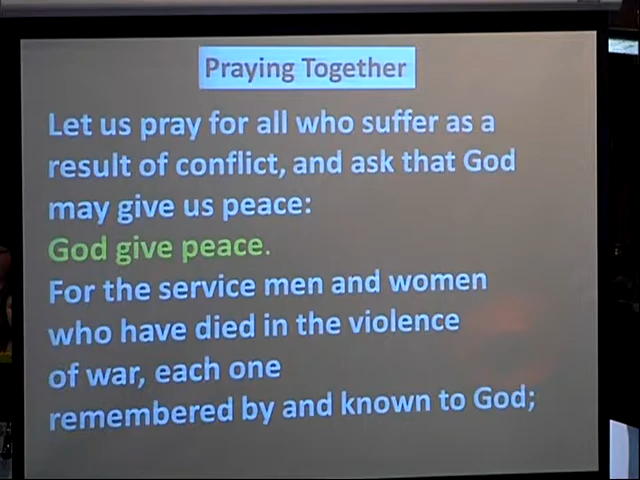 Praying Together
Let us pray for all who suffer as a
result of conflict, and ask that God
may give us peace:
God give peace.
For the service men and women
who have died in the violence
of war, each one
remembered by and known to God;